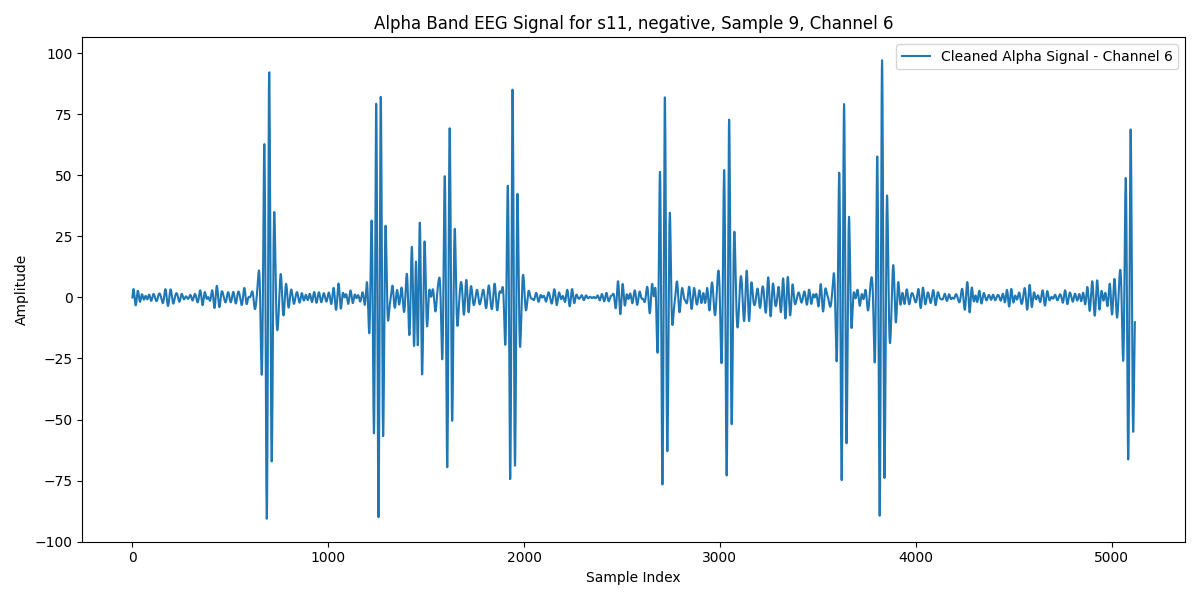 Alpha Band EEG Signal for s11, negative, Sample 9, Channel 6
Cleaned Alpha Signal - Channel 6
Amplitude
100
75
50
25
0
−25
−50
−75
−100
0 1000 2000 3000 4000 5000
Sample Index